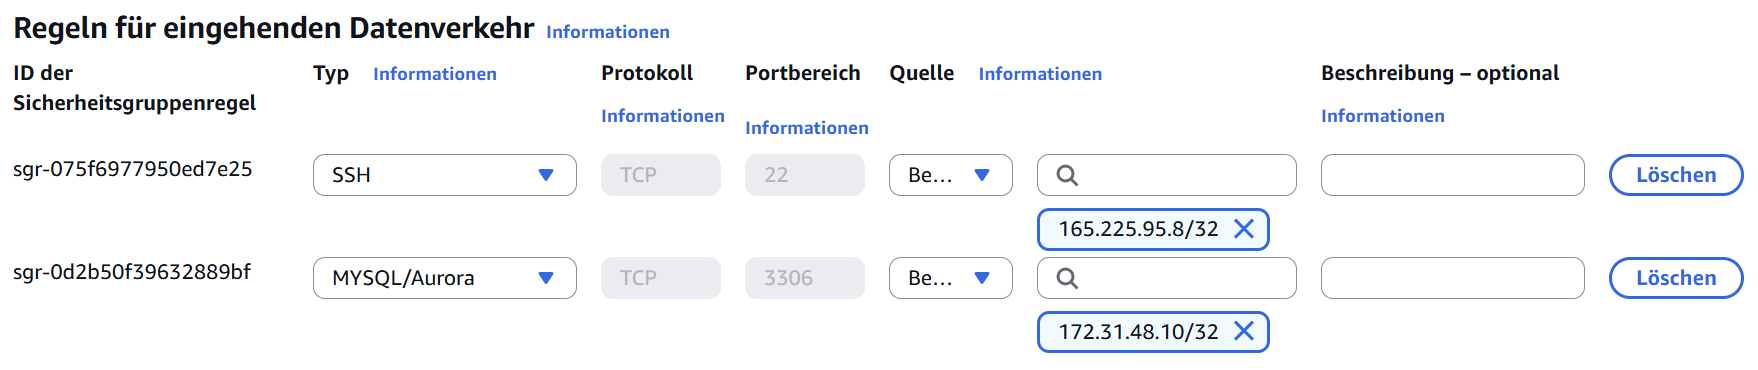 Regeln für eingehenden Datenverkehr Informationen
ID der Sicherheitsgruppenregel
Typ Informationen
Protokoll Informationen
Portbereich Informationen
Quelle Informationen
Beschreibung – optional Informationen
sgr-075f6977950ed7e25 SSH TCP 22 Be... Löschen
165.225.95.8/32
sgr-0d2b50f39632889bf MYSQL/Aurora TCP 3306 Be... Löschen
172.31.48.10/32